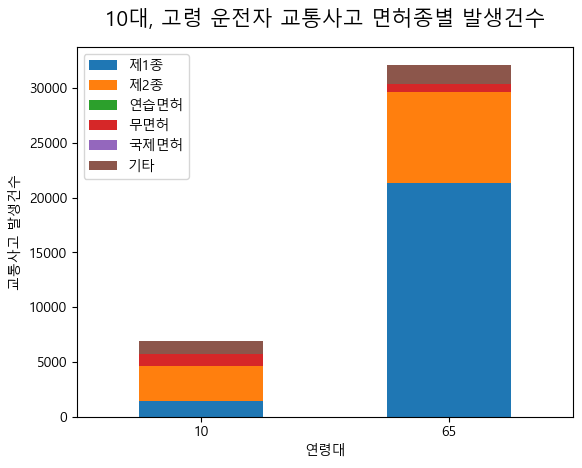 10대, 고령 운전자 교통사고 면허종별 발생건수
제1종
제2종
연습면허
무면허
국제면허
기타
교통사고 발생건수
30000
25000
20000
15000
10000
5000
0
10
65
연령대